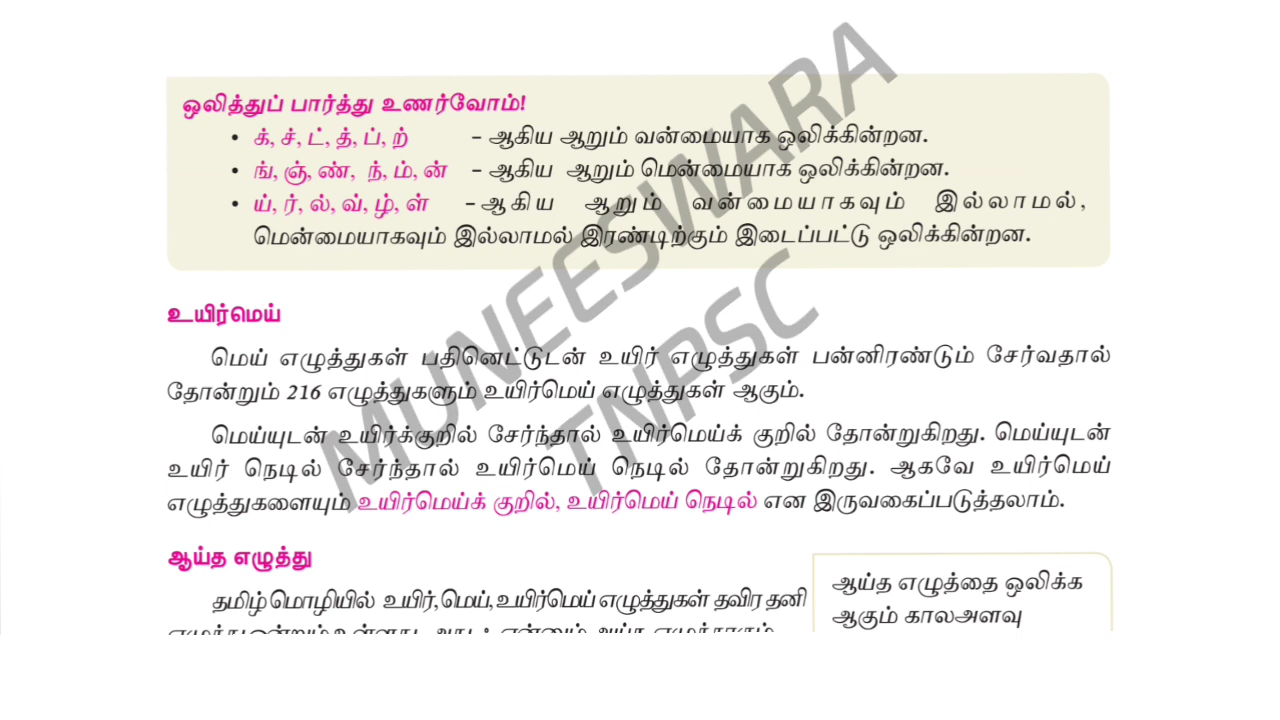 ஒலித்துப் பார்த்து உணர்வோம்!
• க், ச், ட், த், ப், ற் – ஆகிய ஆறும் வன்மையாக ஒலிக்கின்றன.
• ங், ஞ், ண், ந், ம், ன் – ஆகிய ஆறும் மென்மையாக ஒலிக்கின்றன.
• ய், ர், ல், வ், ழ், ள் – ஆகிய ஆறும் வன்மையாகவும் இல்லாமல்,
மென்மையாகவும் இல்லாமல் இரண்டிற்கும் இடைப்பட்டு ஒலிக்கின்றன.
உயிர்மெய்
மெய் எழுத்துகள் பதினெட்டுடன் உயிர் எழுத்துகள் பன்னிரண்டும் சேர்வதால்
தோன்றும் 216 எழுத்துகளும் உயிர்மெய் எழுத்துகள் ஆகும்.
மெய்யுடன் உயிர்க்குறில் சேர்ந்தால் உயிர்மெய்க் குறில் தோன்றுகிறது. மெய்யுடன்
உயிர் நெடில் சேர்ந்தால் உயிர்மெய் நெடில் தோன்றுகிறது. ஆகவே உயிர்மெய்
எழுத்துகளையும் உயிர்மெய்க் குறில், உயிர்மெய் நெடில் என இருவகைப்படுத்தலாம்.
ஆய்த எழுத்து
தமிழ் மொழியில் உயிர், மெய், உயிர்மெய் எழுத்துகள் தவிர தனி
ஆய்த எழுத்தை ஒலிக்க
ஆகும் காலஅளவு
MUNEESWARA
TNPSC